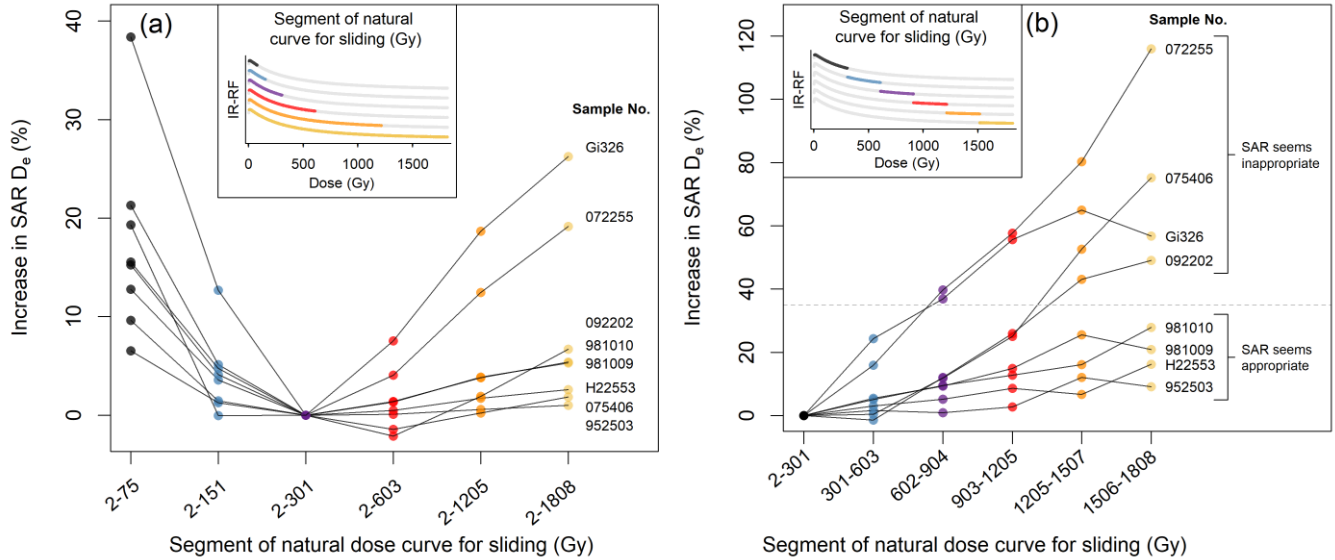 (a)
Increase in SAR De (%)
40
30
20
10
0
Segment of natural
curve for sliding (Gy)
IR-RF
0 500 1000 1500
Dose (Gy)
Sample No.
Gi326
072255
092202
981010
981009
H22553
075406
952503
2-75 2-151 2-301 2-603 2-1205 2-1808
Segment of natural dose curve for sliding (Gy)
(b)
Increase in SAR De (%)
120
100
80
60
40
20
0
Segment of natural
curve for sliding (Gy)
IR-RF
0 500 1000 1500
Dose (Gy)
Sample No.
072255
075406
Gi326
092202
SAR seems
inappropriate
981010
981009
H22553
952503
SAR seems
appropriate
2-301 301-603 602-904 903-1205 1205-1507 1506-1808
Segment of natural dose curve for sliding (Gy)